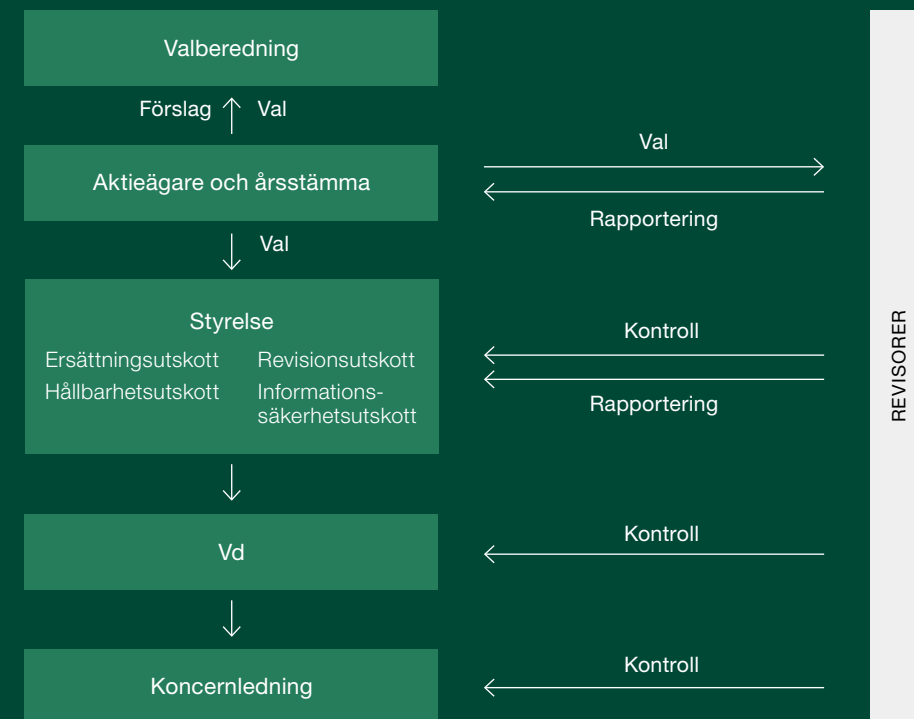 Valberedning
Förslag Val
Aktieägare och årsstämma
Val
Rapportering
Val
Styrelse
Ersättningsutskott
Hållbarhetsutskott
Revisionsutskott
Informations-
säkerhetsutskott
Kontroll
Rapportering
Vd
Kontroll
Koncernledning
Kontroll
REVISORER